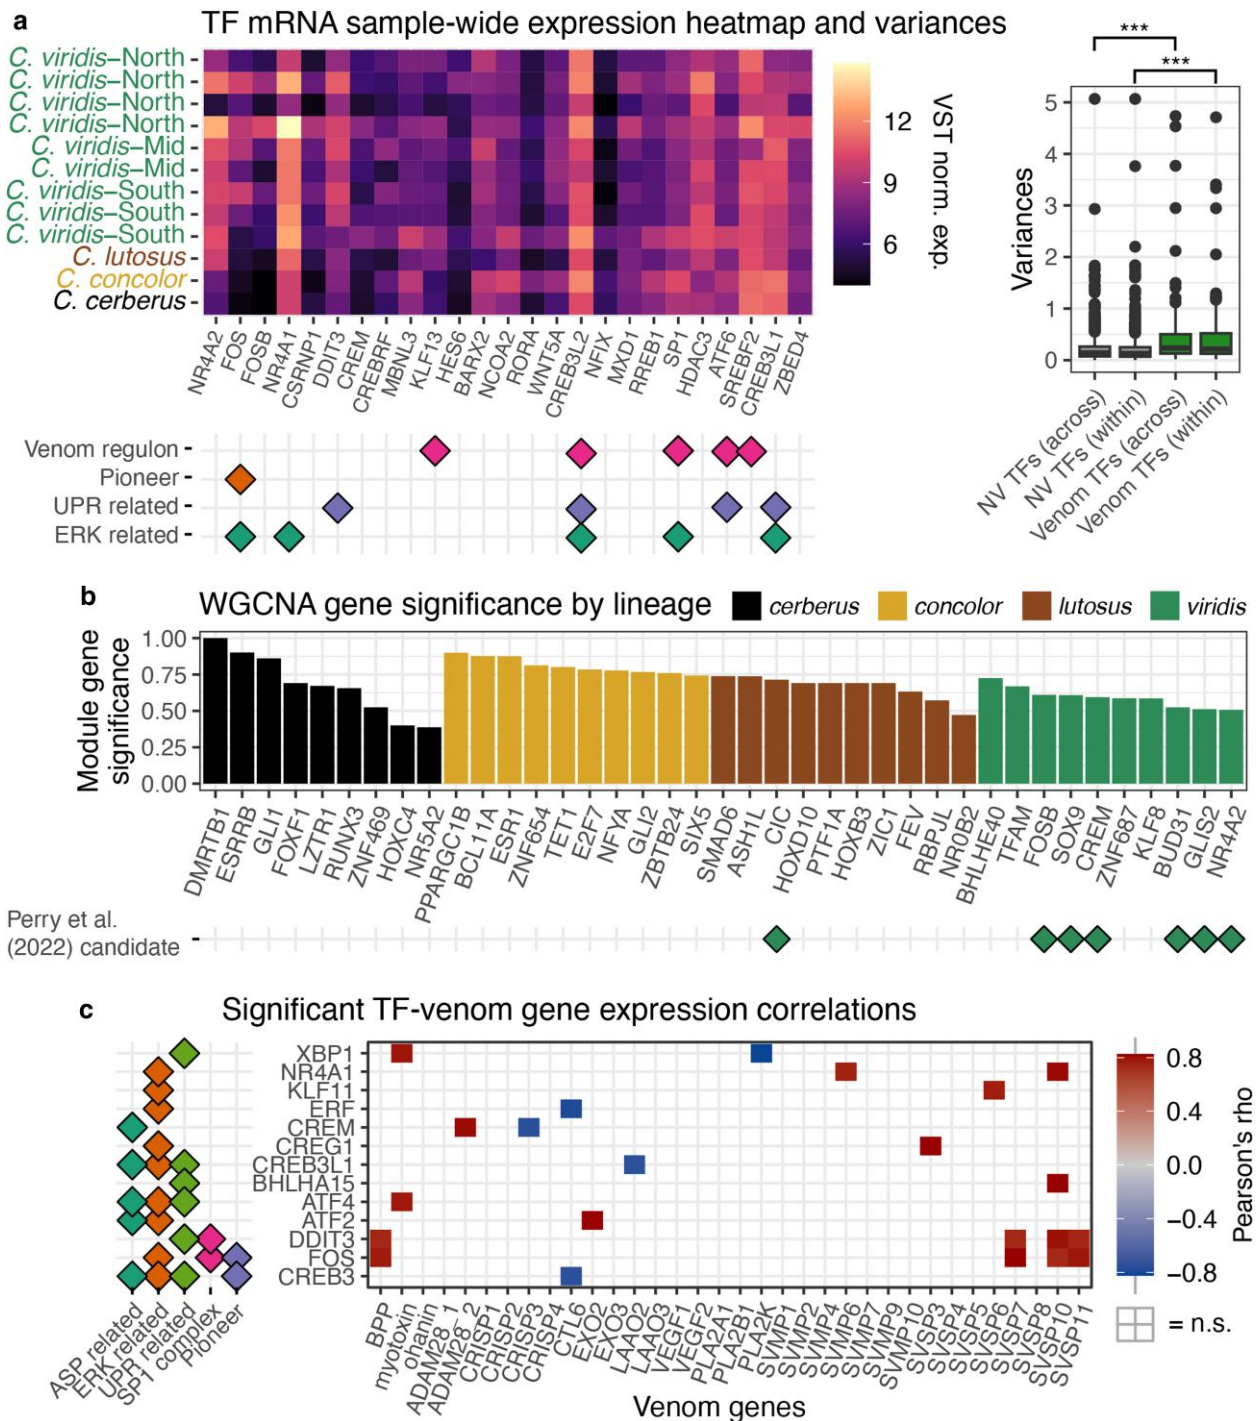 a
TF mRNA sample-wide expression heatmap and variances
C. viridis–North
C. viridis–North
C. viridis–North
C. viridis–North
C. viridis–Mid
C. viridis–Mid
C. viridis–South
C. viridis–South
C. viridis–South
C. lutosus
C. concolor
C. cerberus
NR4A2
FOS
FOSB
NR4A1
CSRNP1
DDIT3
CREM
CREBRF
MBNL3
KLF13
HES6
BARX2
NCOA2
RORA
WNT5A
CREB3L2
NFIX
MXD1
RREB1
SP1
HDAC3
ATF6
SREBF2
CREB3L1
ZBED4
12
9
6
VST norm. exp.
***
***
Variances
5
4
3
2
1
0
NV TFs (across)
NV TFs (within)
Venom TFs (across)
Venom TFs (within)
Venom regulon
Pioneer
UPR related
ERK related
b
WGCNA gene significance by lineage
cerberus
concolor
lutosus
viridis
Module gene
significance
1.00
0.75
0.50
0.25
0.00
DMRTB1
ESRRB
GLI1
FOXF1
LZTR1
RUNX3
ZNF469
HOXC4
NR5A2
PPARGC1B
BCL11A
ESR1
ZNF654
TET1
E2F7
NFYA
GLI2
ZBTB24
SIX5
SMAD6
ASH1L
CIC
HOXD10
PTF1A
HOXB3
ZIC1
FEV
RBPJL
NR0B2
BHLHE40
TFAM
FOSB
SOX9
CREM
ZNF687
KLF8
BUD31
GLIS2
NR4A2
Perry et al.
(2022) candidate
c
Significant TF-venom gene expression correlations
XBP1
NR4A1
KLF11
ERF
CREM
CREG1
CREB3L1
BHLHA15
ATF4
ATF2
DDIT3
FOS
CREB3
ASP related
ERK related
UPR related
SP1 complex
Pioneer
BPP
myotoxin
ohanin
ADAM28_1
ADAM28_2
CRISP1
CRISP2
CRISP3
CRISP4
CTL6
EXO2
EXO3
LAAO2
LAAO3
VEGF1
VEGF2
PLA2A1
PLA2B1
PLA2K
SVMP1
SVMP2
SVMP4
SVMP6
SVMP7
SVMP9
SVMP10
SVSP3
SVSP4
SVSP5
SVSP6
SVSP7
SVSP8
SVSP10
SVSP11
Venom genes
0.8
0.4
0.0
−0.4
−0.8
Pearson's rho
= n.s.